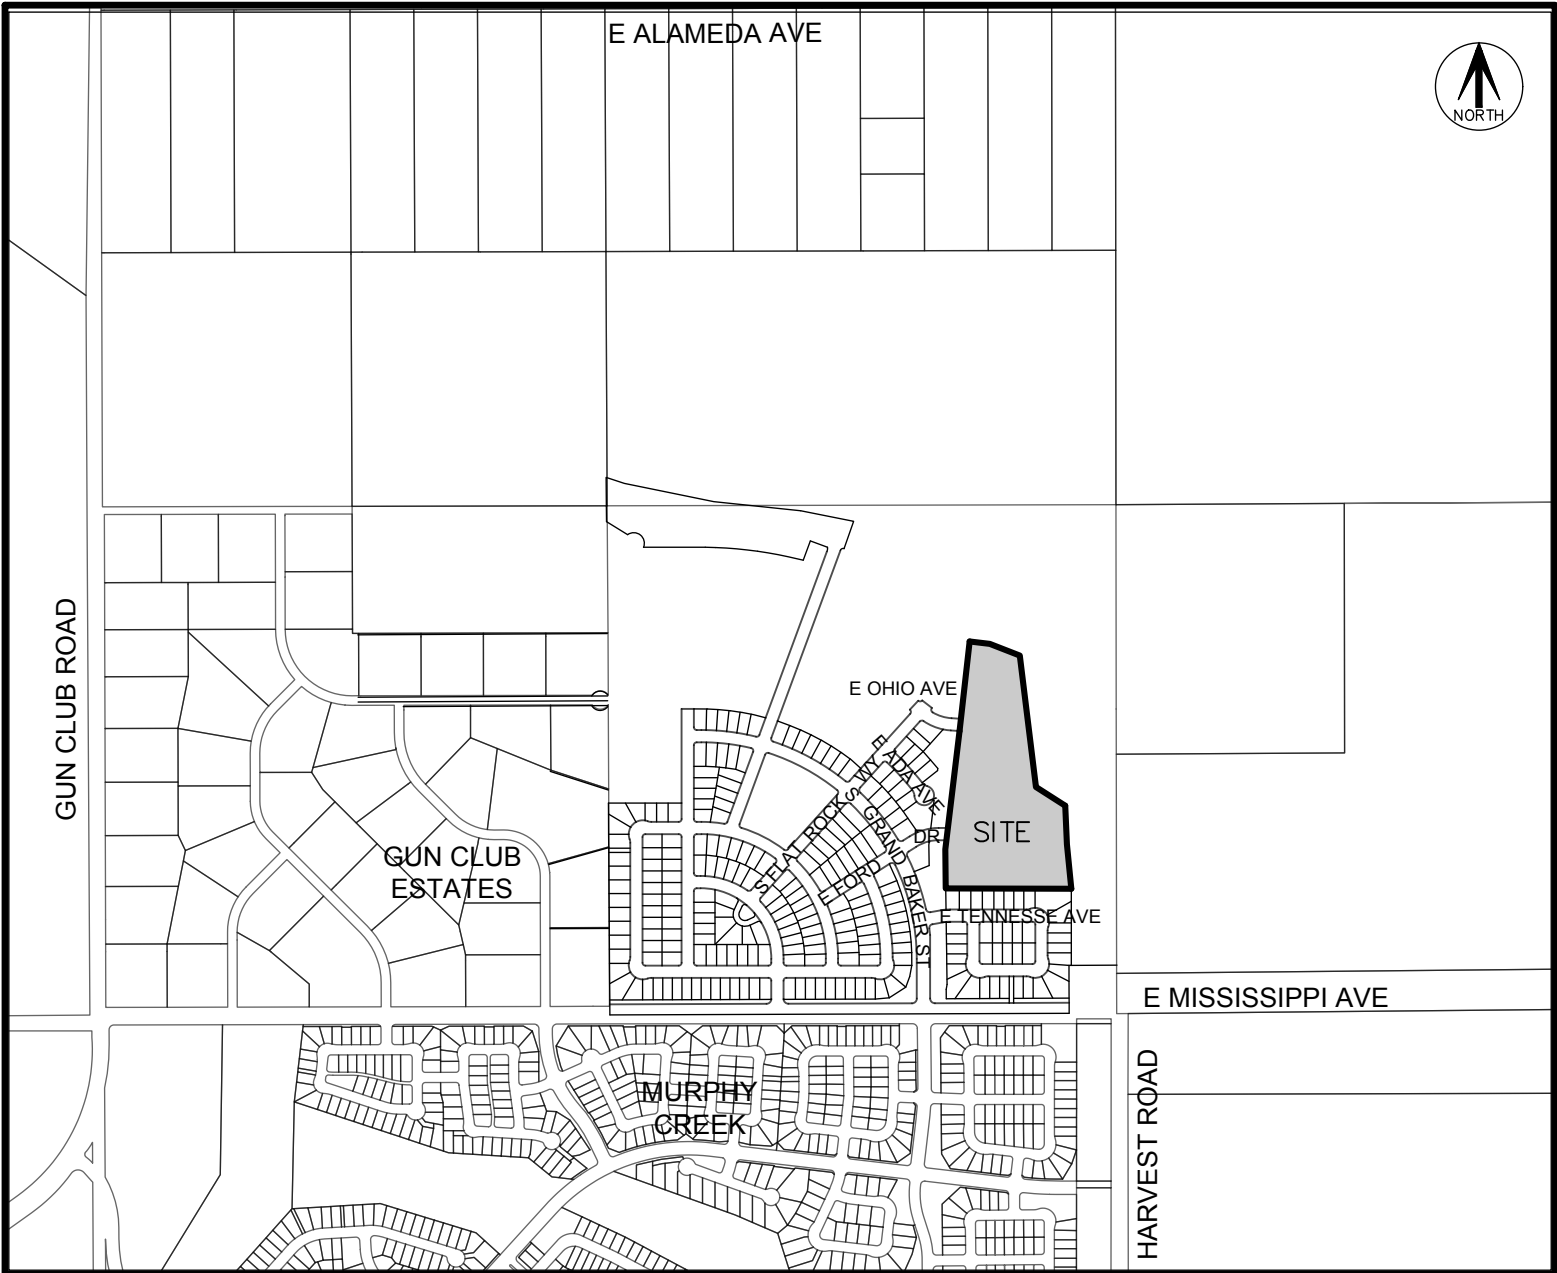 E ALAMEDA AVE
NORTH
GUN CLUB ROAD
E OHIO AVE
E ADA AVE
S FLAT ROCK WY
S GRAND BAKER ST
E FORD DR
SITE
GUN CLUB
ESTATES
E TENNESSE AVE
E MISSISSIPPI AVE
MURPHY
CREEK
HARVEST ROAD